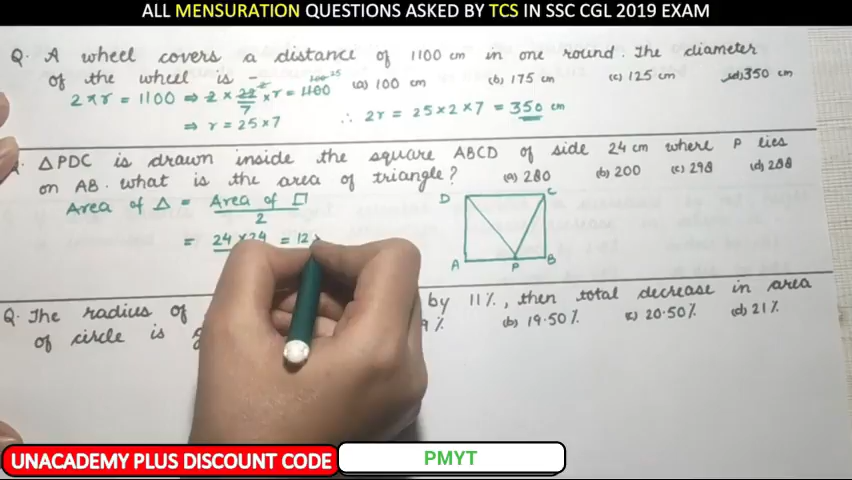 ALL MENSURATION QUESTIONS ASKED BY TCS IN SSC CGL 2019 EXAM
Q. A wheel covers a distance of 1100 cm in one round. The diameter
of the wheel is – (a) 100 cm (b) 175 cm (c) 125 cm (d) 350 cm
2πr = 1100 ⇒ 2 × 22/7 × r = 1100
⇒ r = 25×7 ∴ 2r = 25×2×7 = 350 cm
△PDC is drawn inside the square ABCD of side 24 cm where P lies
on AB. what is the area of triangle? (a) 280 (b) 200 (c) 298 (d) 288
Area of △ = Area of □ / 2
= 24×24 = 12
D C
A P B
Q. The radius of by 11%, then total decrease in area
of circle is (b) 19.50% (c) 20.50% (d) 21%
UNACADEMY PLUS DISCOUNT CODE PMYT